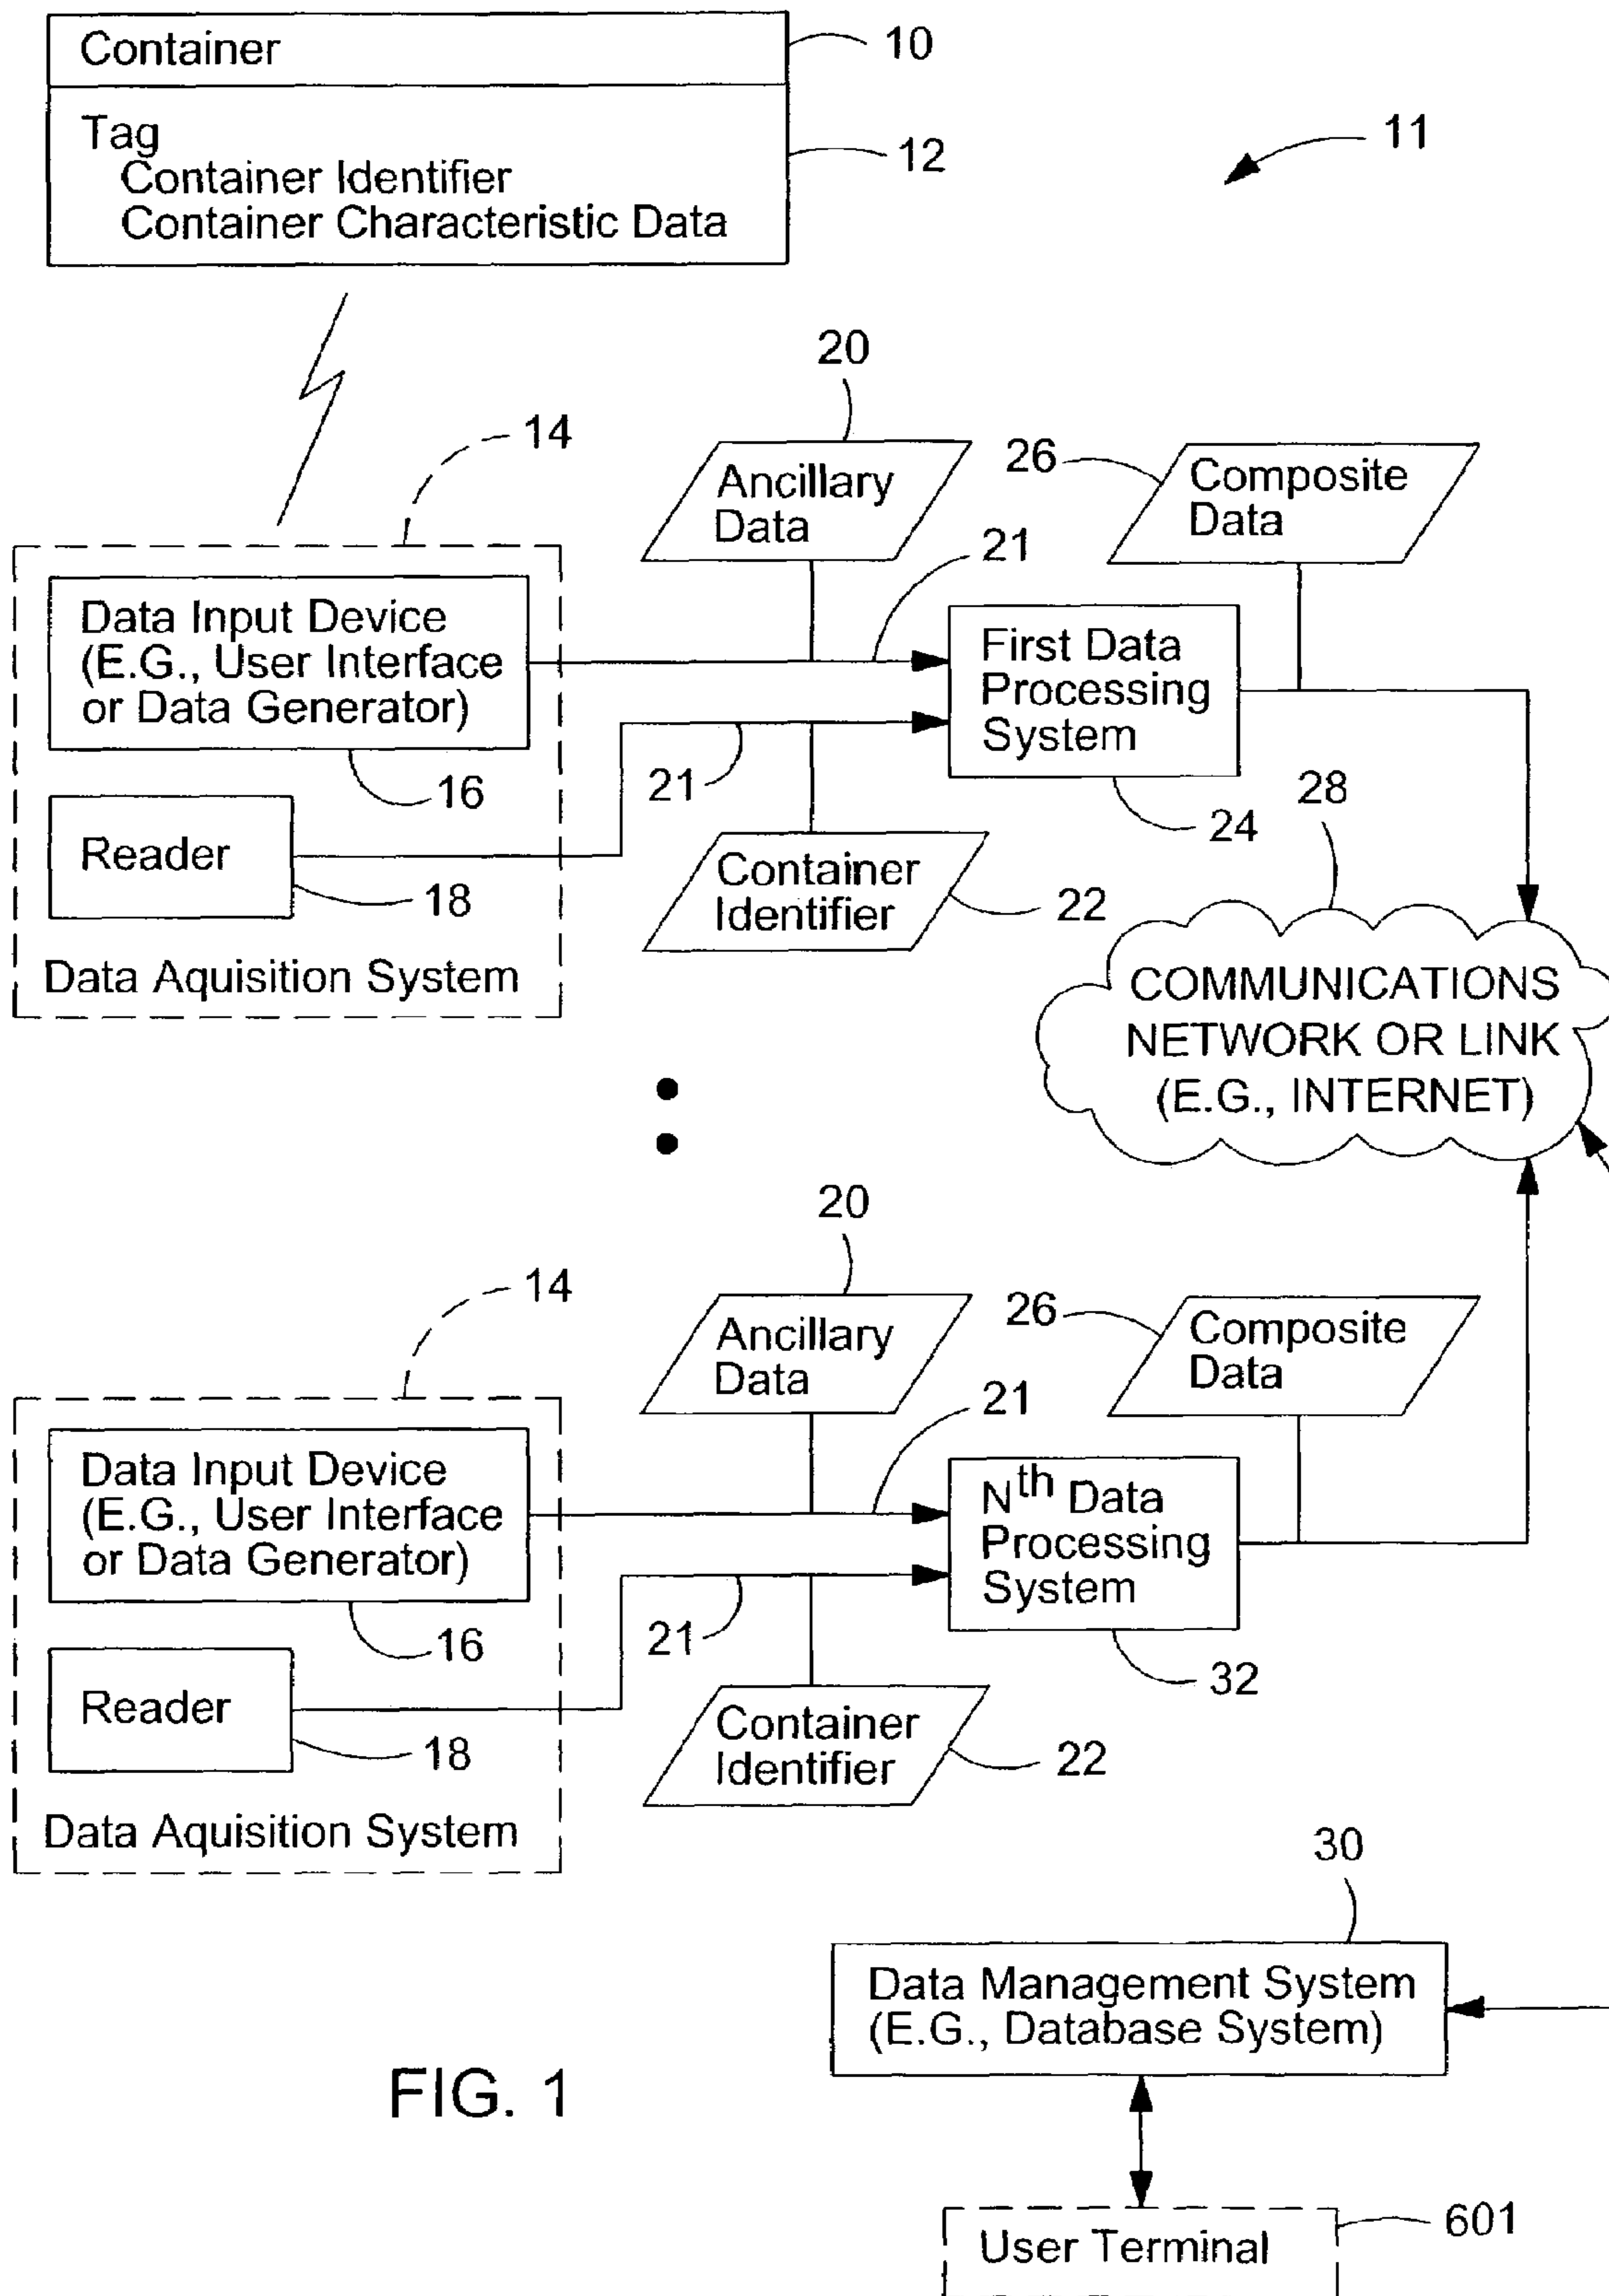 Container
10
Tag
Container Identifier
Container Characteristic Data
12
11
20
14
Ancillary
Data
26
Composite
Data
21
Data Input Device
(E.G., User Interface
or Data Generator)
First Data
Processing
System
16
21
28
24
Reader
18
Container
Identifier
22
Data Aquisition System
COMMUNICATIONS
NETWORK OR LINK
(E.G., INTERNET)
20
14
Ancillary
Data
26
Composite
Data
21
Data Input Device
(E.G., User Interface
or Data Generator)
Nth Data
Processing
System
16
21
32
Reader
18
Container
Identifier
22
Data Aquisition System
30
Data Management System
(E.G., Database System)
FIG. 1
601
User Terminal